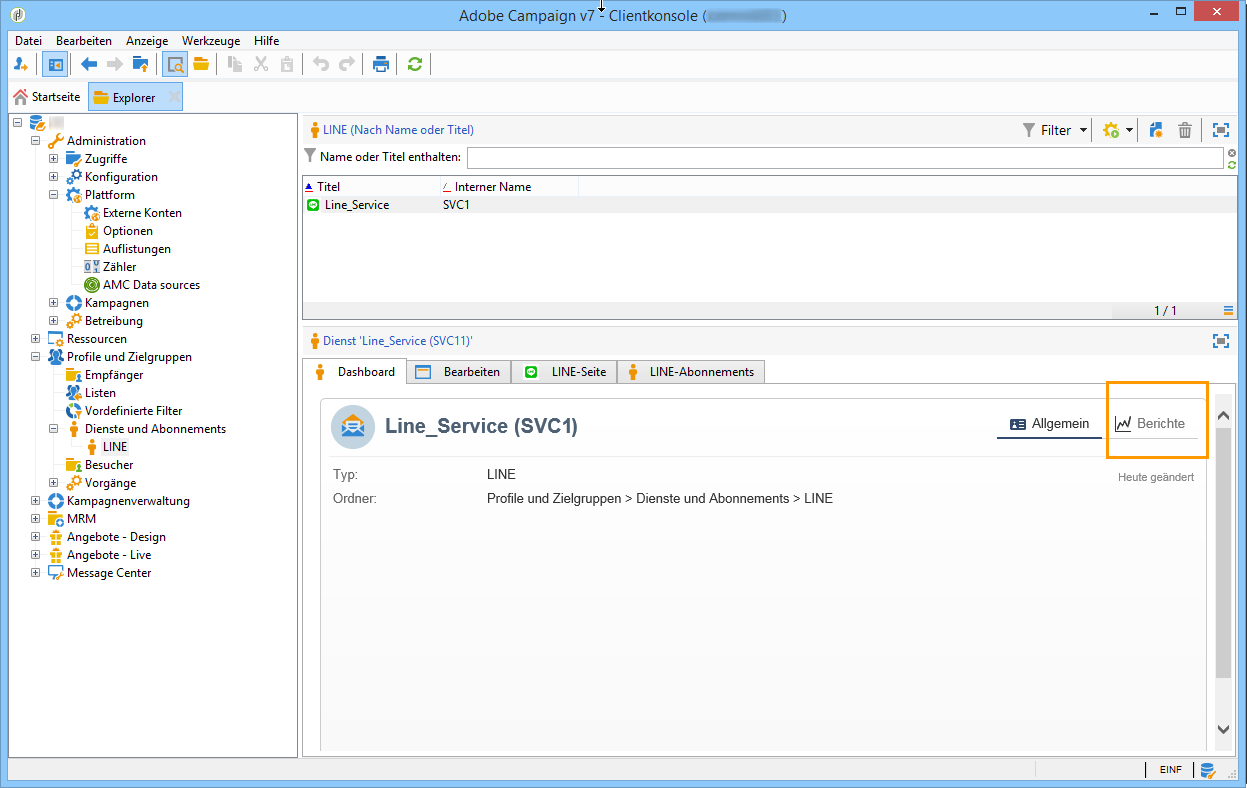 Adobe Campaign v7 - Clientkonsole ( )
Datei Bearbeiten Anzeige Werkzeuge Hilfe
Startseite Explorer
Administration
Zugriffe
Konfiguration
Plattform
Externe Konten
Optionen
Auflistungen
Zähler
AMC Data sources
Kampagnen
Betreibung
Ressourcen
Profile und Zielgruppen
Empfänger
Listen
Vordefinierte Filter
Dienste und Abonnements
LINE
Besucher
Vorgänge
Kampagnenverwaltung
MRM
Angebote - Design
Angebote - Live
Message Center
LINE (Nach Name oder Titel) Filter
Name oder Titel enthalten:
Titel Interner Name
Line_Service SVC1
1 / 1
Dienst 'Line_Service (SVC11)'
Dashboard Bearbeiten LINE-Seite LINE-Abonnements
Line_Service (SVC1) Allgemein Berichte
Typ: LINE Heute geändert
Ordner: Profile und Zielgruppen > Dienste und Abonnements > LINE
EINF